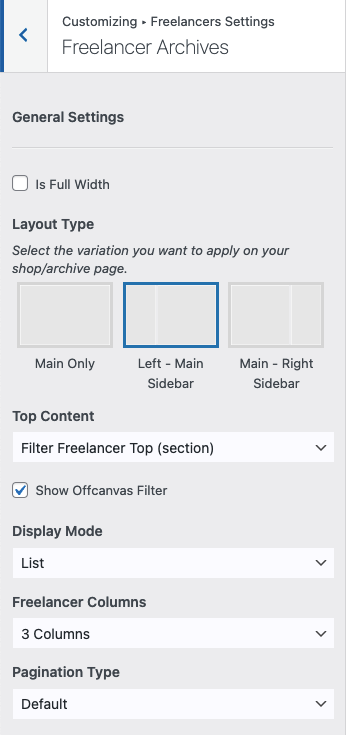 Customizing ▸ Freelancers Settings
Freelancer Archives
General Settings
Is Full Width
Layout Type
Select the variation you want to apply on your
shop/archive page.
Main Only
Left - Main
Sidebar
Main - Right
Sidebar
Top Content
Filter Freelancer Top (section)
Show Offcanvas Filter
Display Mode
List
Freelancer Columns
3 Columns
Pagination Type
Default